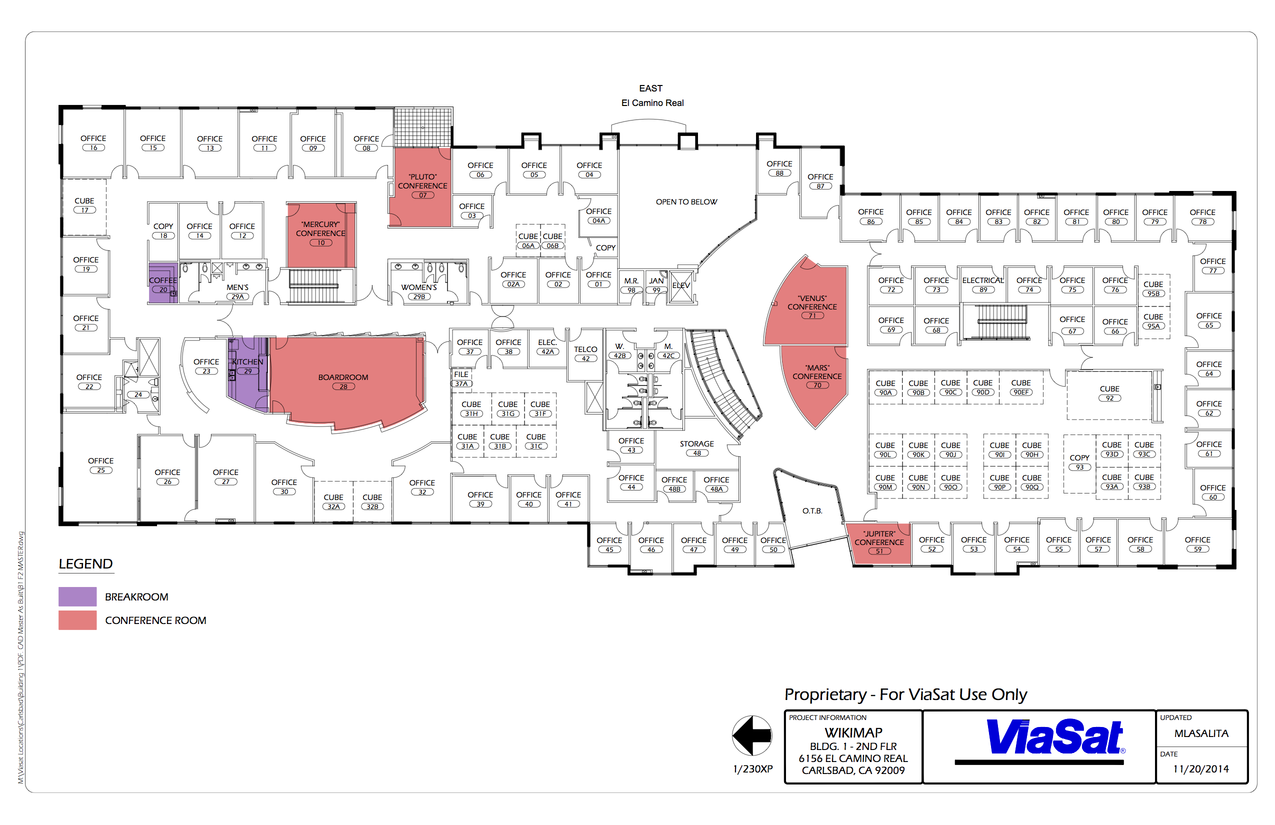 EAST
El Camino Real
OFFICE 16
OFFICE 15
OFFICE 13
OFFICE 11
OFFICE 09
OFFICE 08
"PLUTO" CONFERENCE 07
OFFICE 06
OFFICE 05
OFFICE 04
OFFICE 88
OFFICE 87
CUBE 17
COPY 18
OFFICE 14
OFFICE 12
"MERCURY" CONFERENCE 10
OFFICE 03
OFFICE 04A
CUBE 06A
CUBE 06B
COPY
OPEN TO BELOW
OFFICE 86
OFFICE 85
OFFICE 84
OFFICE 83
OFFICE 82
OFFICE 81
OFFICE 80
OFFICE 79
OFFICE 78
OFFICE 19
COFFEE 20
MEN'S 29A
WOMEN'S 29B
OFFICE 02A
OFFICE 02
OFFICE 01
M.R. 98
JAN 99
ELEV
"VENUS" CONFERENCE 71
OFFICE 72
OFFICE 73
ELECTRICAL 89
OFFICE 74
OFFICE 75
OFFICE 76
CUBE 95B
OFFICE 77
OFFICE 21
OFFICE 69
OFFICE 68
OFFICE 67
OFFICE 66
CUBE 95A
OFFICE 65
OFFICE 22
24
OFFICE 23
KITCHEN 29
BOARDROOM 28
OFFICE 37
OFFICE 38
ELEC. 42A
TELCO 42
W. 42B
M. 42C
"MARS" CONFERENCE 70
OFFICE 64
FILE 37A
CUBE 31H
CUBE 31G
CUBE 31F
CUBE 90A
CUBE 90B
CUBE 90C
CUBE 90D
CUBE 90EF
CUBE 92
OFFICE 62
CUBE 31A
CUBE 31B
CUBE 31C
OFFICE 43
STORAGE 48
CUBE 90L
CUBE 90K
CUBE 90J
CUBE 90I
CUBE 90H
COPY 93
CUBE 93D
CUBE 93C
OFFICE 61
OFFICE 25
OFFICE 26
OFFICE 27
OFFICE 30
CUBE 32A
CUBE 32B
OFFICE 32
OFFICE 39
OFFICE 40
OFFICE 41
OFFICE 44
OFFICE 48B
OFFICE 48A
CUBE 90M
CUBE 90N
CUBE 90O
CUBE 90P
CUBE 90Q
CUBE 93A
CUBE 93B
OFFICE 60
O.T.B.
OFFICE 45
OFFICE 46
OFFICE 47
OFFICE 49
OFFICE 50
"JUPITER" CONFERENCE 51
OFFICE 52
OFFICE 53
OFFICE 54
OFFICE 55
OFFICE 57
OFFICE 58
OFFICE 59
LEGEND
BREAKROOM
CONFERENCE ROOM
Proprietary - For ViaSat Use Only
1/230XP
PROJECT INFORMATION
WIKIMAP
BLDG. 1 - 2ND FLR
6156 EL CAMINO REAL
CARLSBAD, CA 92009
ViaSat®
UPDATED
MLASALITA
DATE
11/20/2014